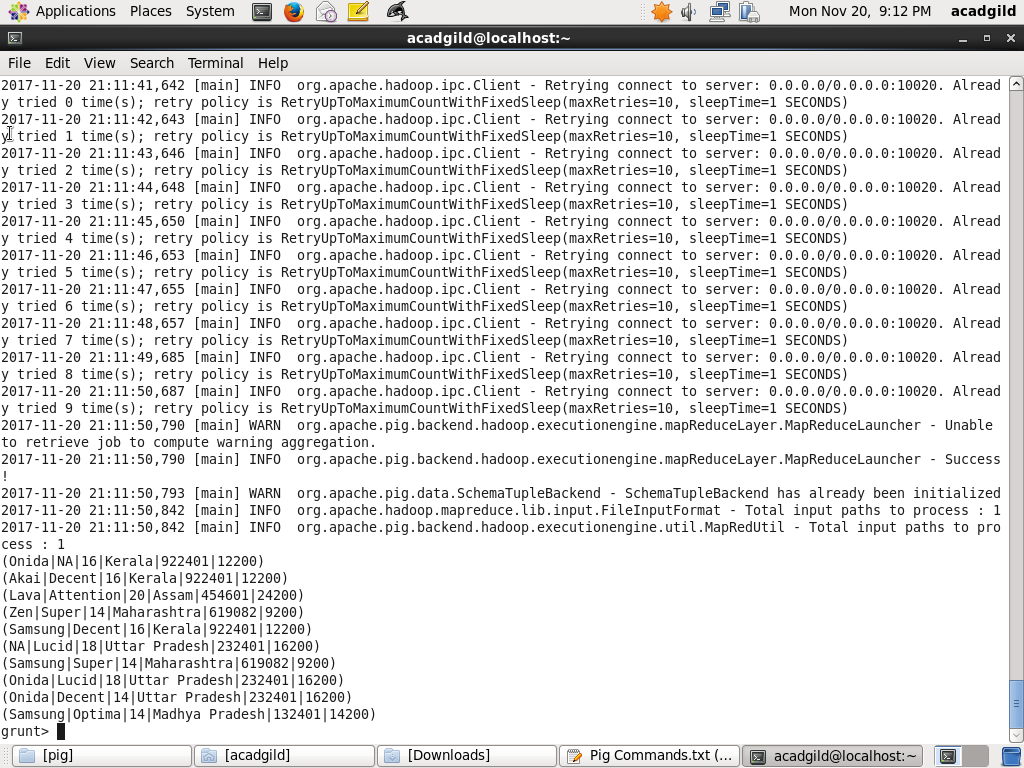 Applications Places System Mon Nov 20, 9:12 PM acadgild
acadgild@localhost:~
File Edit View Search Terminal Help
2017-11-20 21:11:41,642 [main] INFO  org.apache.hadoop.ipc.Client - Retrying connect to server: 0.0.0.0/0.0.0.0:10020. Alread
y tried 0 time(s); retry policy is RetryUpToMaximumCountWithFixedSleep(maxRetries=10, sleepTime=1 SECONDS)
2017-11-20 21:11:42,643 [main] INFO  org.apache.hadoop.ipc.Client - Retrying connect to server: 0.0.0.0/0.0.0.0:10020. Alread
y tried 1 time(s); retry policy is RetryUpToMaximumCountWithFixedSleep(maxRetries=10, sleepTime=1 SECONDS)
2017-11-20 21:11:43,646 [main] INFO  org.apache.hadoop.ipc.Client - Retrying connect to server: 0.0.0.0/0.0.0.0:10020. Alread
y tried 2 time(s); retry policy is RetryUpToMaximumCountWithFixedSleep(maxRetries=10, sleepTime=1 SECONDS)
2017-11-20 21:11:44,648 [main] INFO  org.apache.hadoop.ipc.Client - Retrying connect to server: 0.0.0.0/0.0.0.0:10020. Alread
y tried 3 time(s); retry policy is RetryUpToMaximumCountWithFixedSleep(maxRetries=10, sleepTime=1 SECONDS)
2017-11-20 21:11:45,650 [main] INFO  org.apache.hadoop.ipc.Client - Retrying connect to server: 0.0.0.0/0.0.0.0:10020. Alread
y tried 4 time(s); retry policy is RetryUpToMaximumCountWithFixedSleep(maxRetries=10, sleepTime=1 SECONDS)
2017-11-20 21:11:46,653 [main] INFO  org.apache.hadoop.ipc.Client - Retrying connect to server: 0.0.0.0/0.0.0.0:10020. Alread
y tried 5 time(s); retry policy is RetryUpToMaximumCountWithFixedSleep(maxRetries=10, sleepTime=1 SECONDS)
2017-11-20 21:11:47,655 [main] INFO  org.apache.hadoop.ipc.Client - Retrying connect to server: 0.0.0.0/0.0.0.0:10020. Alread
y tried 6 time(s); retry policy is RetryUpToMaximumCountWithFixedSleep(maxRetries=10, sleepTime=1 SECONDS)
2017-11-20 21:11:48,657 [main] INFO  org.apache.hadoop.ipc.Client - Retrying connect to server: 0.0.0.0/0.0.0.0:10020. Alread
y tried 7 time(s); retry policy is RetryUpToMaximumCountWithFixedSleep(maxRetries=10, sleepTime=1 SECONDS)
2017-11-20 21:11:49,685 [main] INFO  org.apache.hadoop.ipc.Client - Retrying connect to server: 0.0.0.0/0.0.0.0:10020. Alread
y tried 8 time(s); retry policy is RetryUpToMaximumCountWithFixedSleep(maxRetries=10, sleepTime=1 SECONDS)
2017-11-20 21:11:50,687 [main] INFO  org.apache.hadoop.ipc.Client - Retrying connect to server: 0.0.0.0/0.0.0.0:10020. Alread
y tried 9 time(s); retry policy is RetryUpToMaximumCountWithFixedSleep(maxRetries=10, sleepTime=1 SECONDS)
2017-11-20 21:11:50,790 [main] WARN  org.apache.pig.backend.hadoop.executionengine.mapReduceLayer.MapReduceLauncher - Unable
to retrieve job to compute warning aggregation.
2017-11-20 21:11:50,790 [main] INFO  org.apache.pig.backend.hadoop.executionengine.mapReduceLayer.MapReduceLauncher - Success
!
2017-11-20 21:11:50,793 [main] WARN  org.apache.pig.data.SchemaTupleBackend - SchemaTupleBackend has already been initialized
2017-11-20 21:11:50,842 [main] INFO  org.apache.hadoop.mapreduce.lib.input.FileInputFormat - Total input paths to process : 1
2017-11-20 21:11:50,842 [main] INFO  org.apache.pig.backend.hadoop.executionengine.util.MapRedUtil - Total input paths to pro
cess : 1
(Onida|NA|16|Kerala|922401|12200)
(Akai|Decent|16|Kerala|922401|12200)
(Lava|Attention|20|Assam|454601|24200)
(Zen|Super|14|Maharashtra|619082|9200)
(Samsung|Decent|16|Kerala|922401|12200)
(NA|Lucid|18|Uttar Pradesh|232401|16200)
(Samsung|Super|14|Maharashtra|619082|9200)
(Onida|Lucid|18|Uttar Pradesh|232401|16200)
(Onida|Decent|14|Uttar Pradesh|232401|16200)
(Samsung|Optima|14|Madhya Pradesh|132401|14200)
grunt>
[pig] [acadgild] [Downloads] Pig Commands.txt (... acadgild@localhost:~